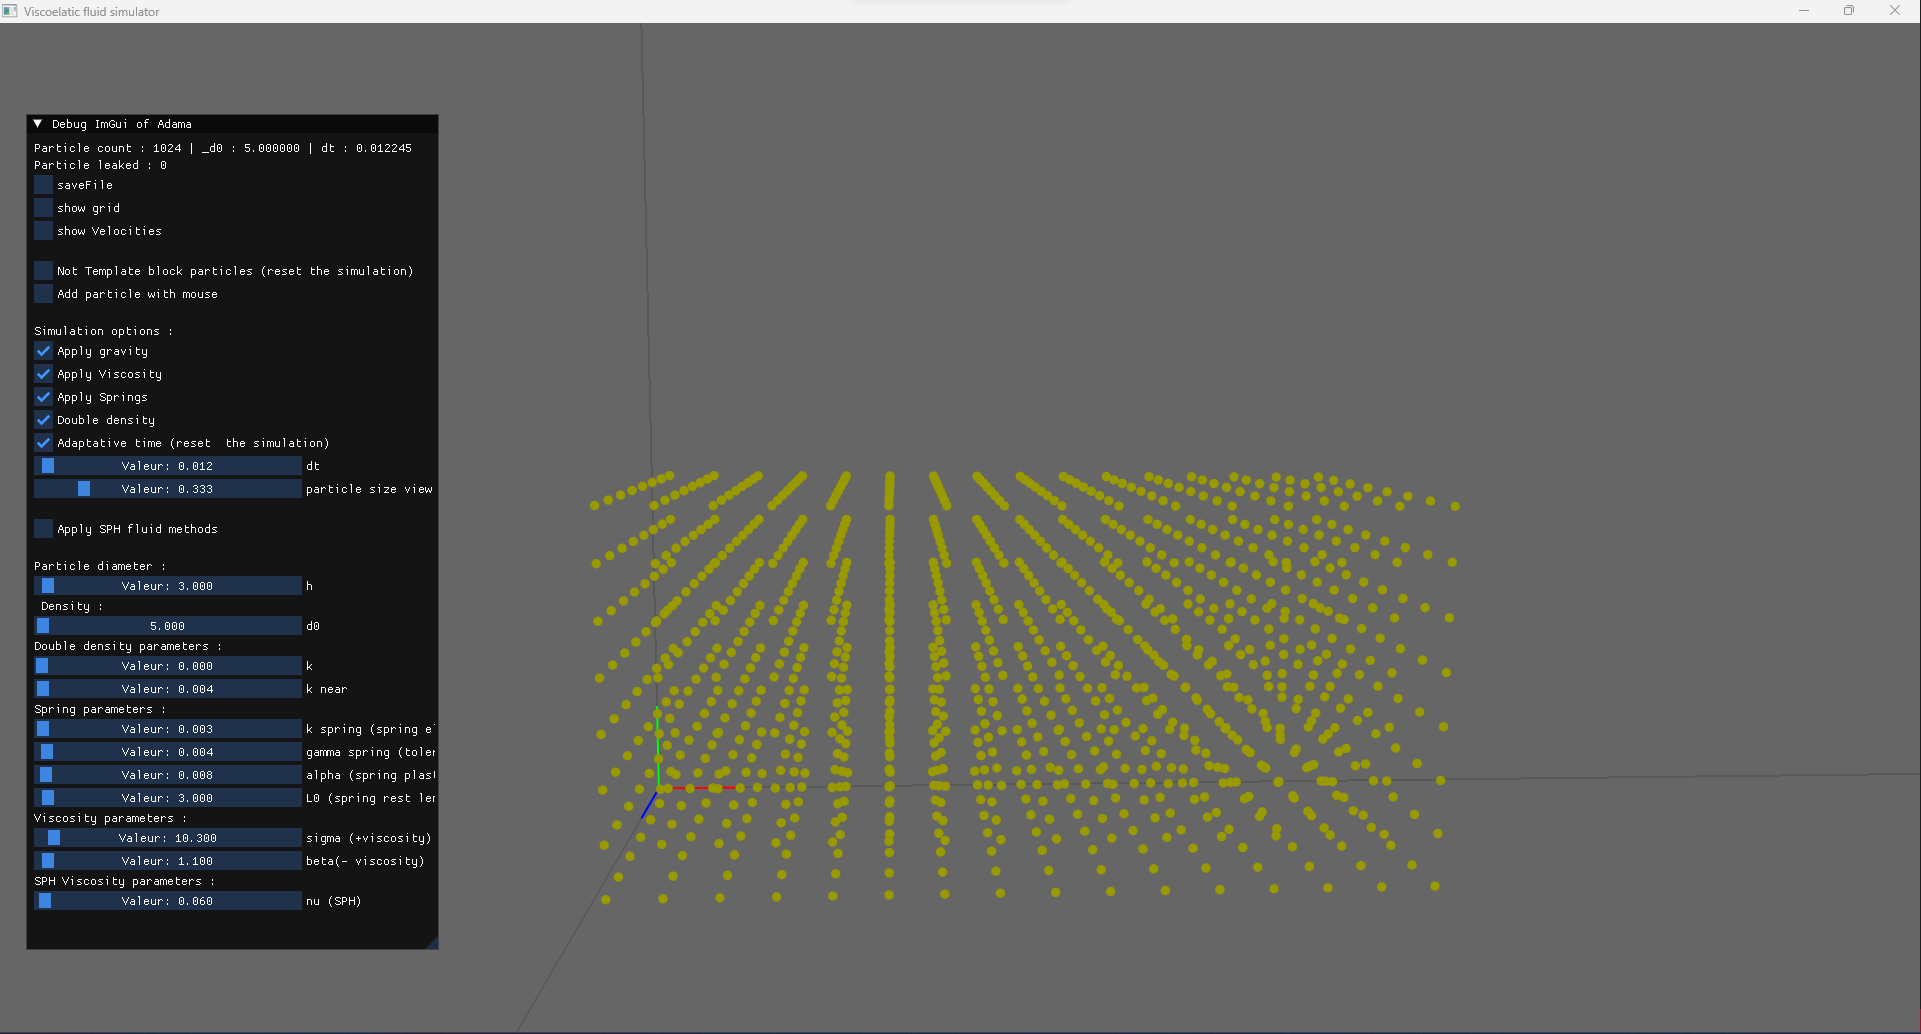 Viscoelatic fluid simulator
Debug ImGui of Adama
Particle count : 1024 | _d0 : 5.000000 | dt : 0.012245
Particle leaked : 0
saveFile
show grid
show Velocities
Not Template block particles (reset the simulation)
Add particle with mouse
Simulation options :
Apply gravity
Apply Viscosity
Apply Springs
Double density
Adaptative time (reset  the simulation)
Valeur: 0.012 dt
Valeur: 0.333 particle size view
Apply SPH fluid methods
Particle diameter :
Valeur: 3.000 h
Density :
5.000 d0
Double density parameters :
Valeur: 0.000 k
Valeur: 0.004 k near
Spring parameters :
Valeur: 0.003 k spring (spring
Valeur: 0.004 gamma spring
Valeur: 0.008 alpha (spring
Valeur: 3.000 L0 (spring rest
Viscosity parameters :
Valeur: 10.300 sigma (+viscosity)
Valeur: 1.100 beta(- viscosity)
SPH Viscosity parameters :
Valeur: 0.060 nu (SPH)